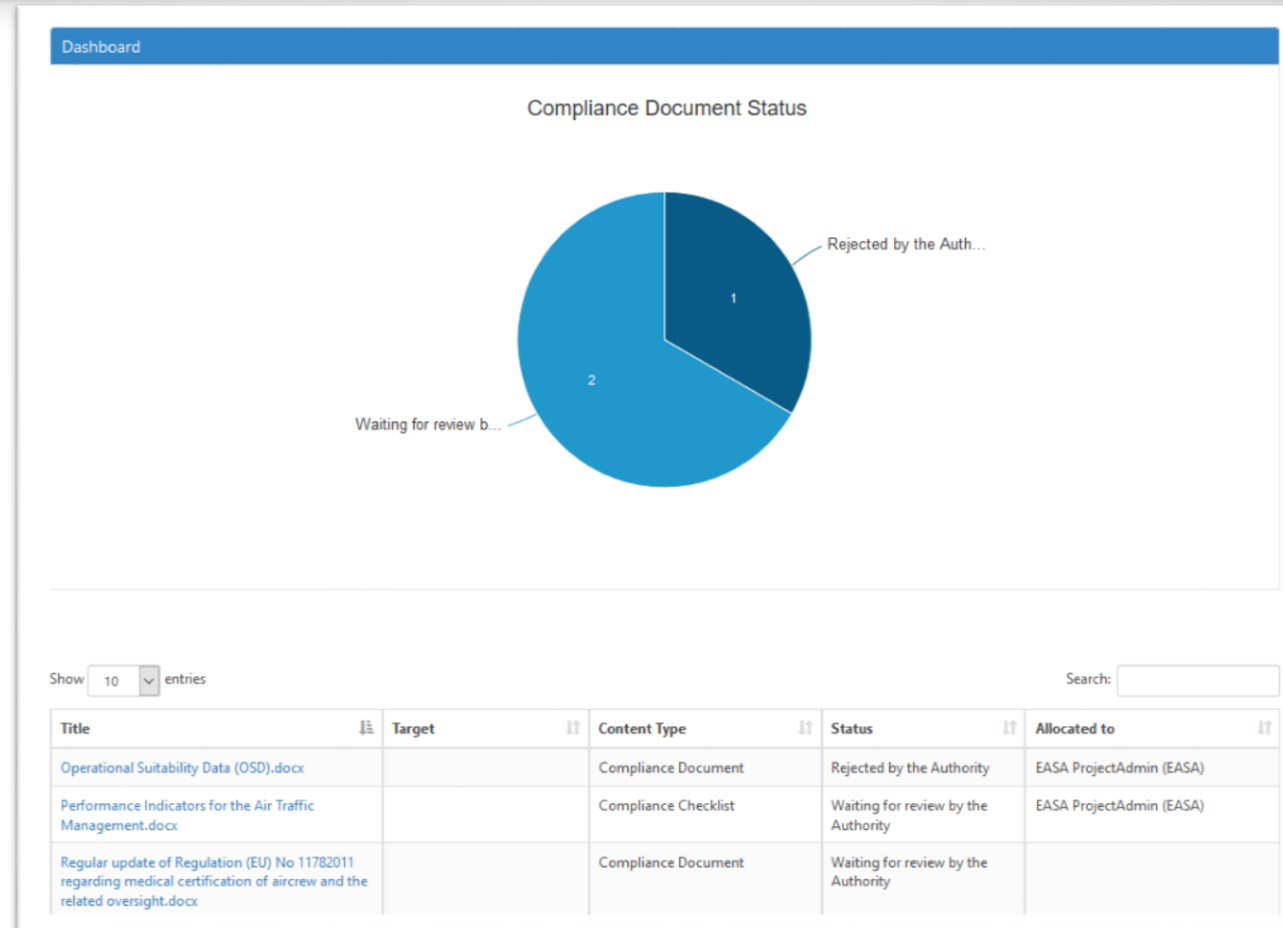 Dashboard
Compliance Document Status
Rejected by the Auth...
1
2
Waiting for review b...
Show 10 entries
Search:
Title Target Content Type Status Allocated to
Operational Suitability Data (OSD).docx Compliance Document Rejected by the Authority EASA ProjectAdmin (EASA)
Performance Indicators for the Air Traffic Compliance Checklist Waiting for review by the EASA ProjectAdmin (EASA)
Management.docx Authority
Regular update of Regulation (EU) No 11782011 Compliance Document Waiting for review by the
regarding medical certification of aircrew and the Authority
related oversight.docx